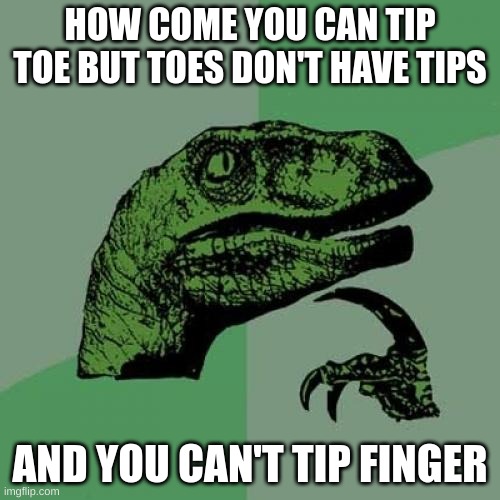 HOW COME YOU CAN TIP
TOE BUT TOES DON'T HAVE TIPS
AND YOU CAN'T TIP FINGER
imgflip.com